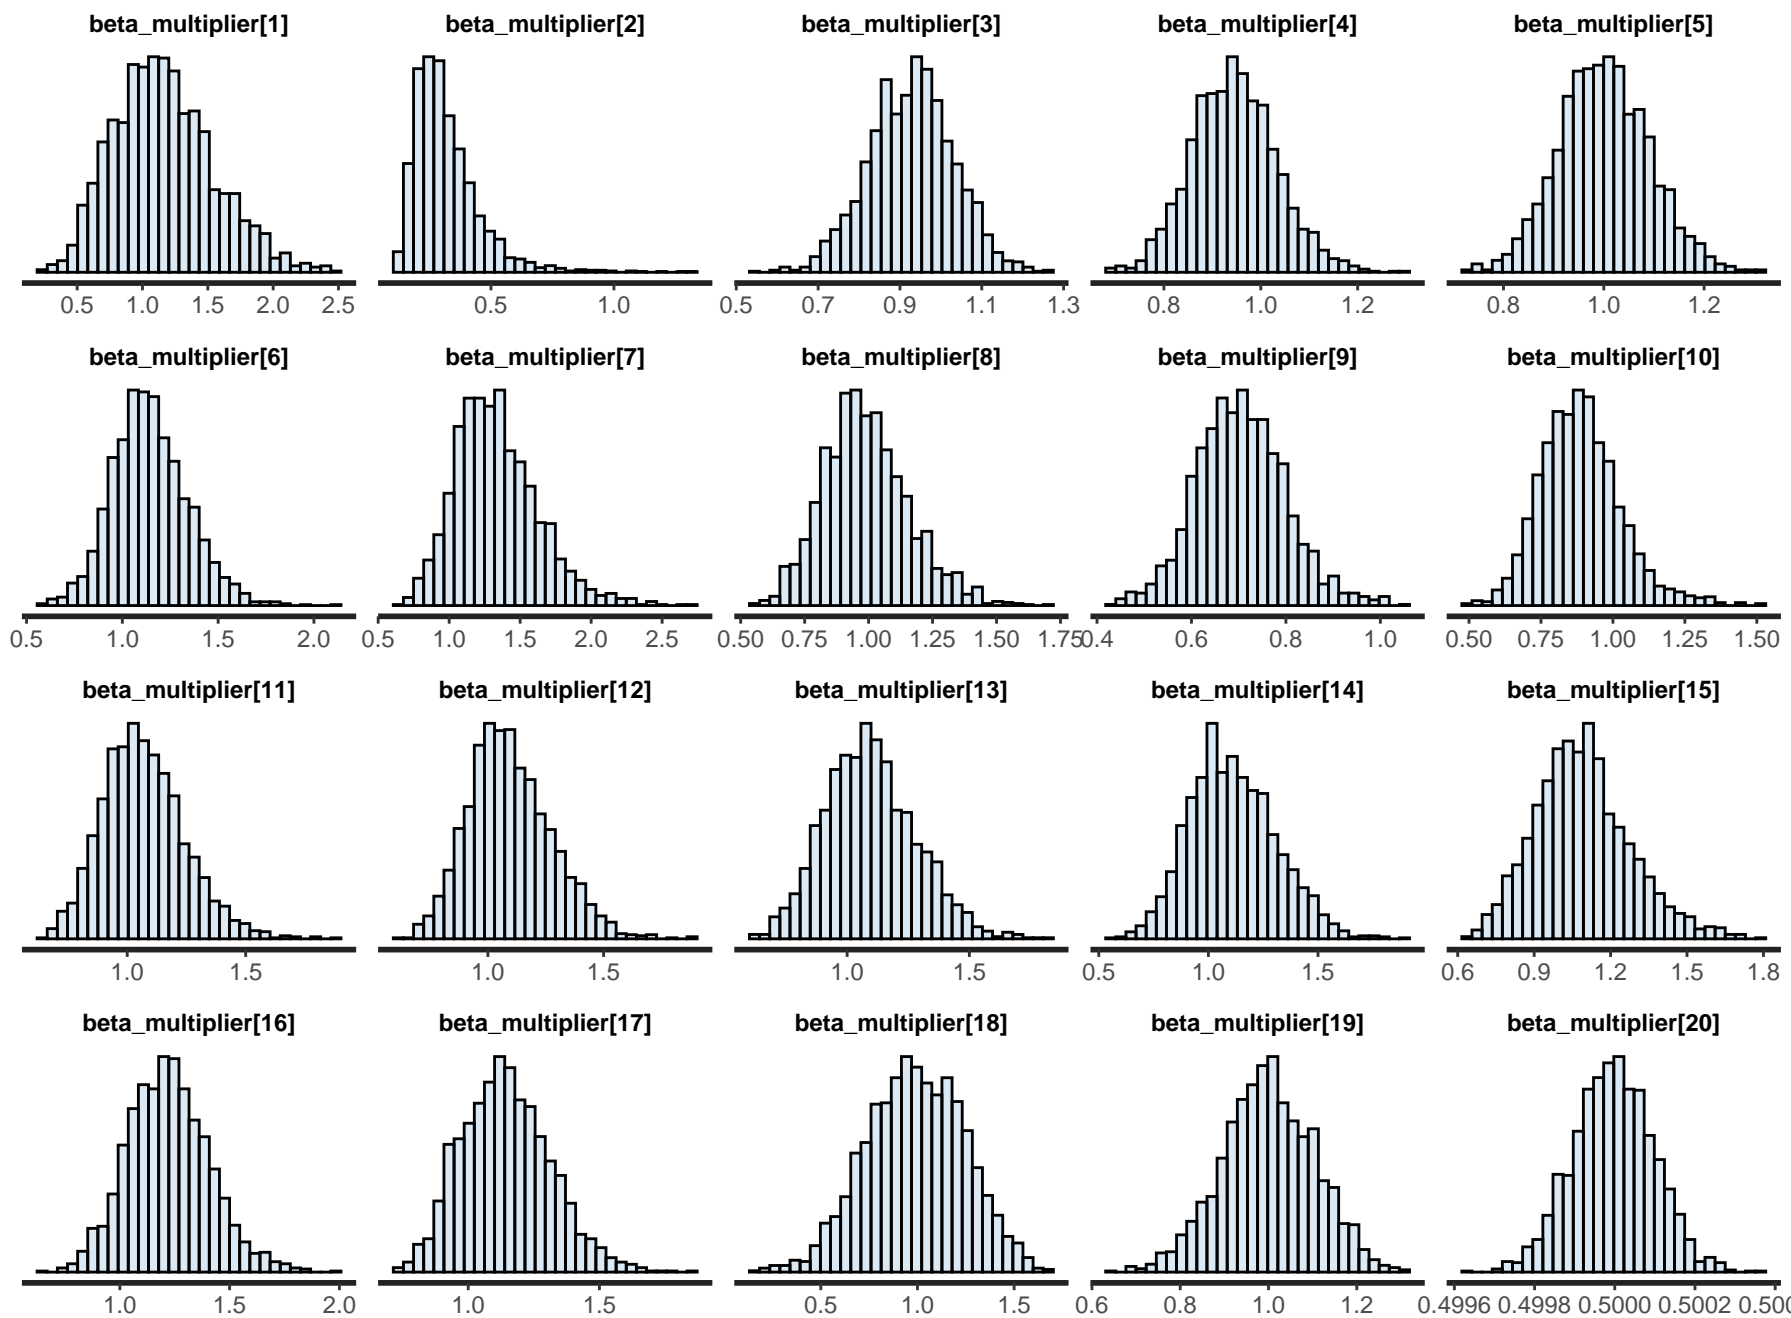 beta_multiplier[1] beta_multiplier[2] beta_multiplier[3] beta_multiplier[4] beta_multiplier[5]
0.5 1.0 1.5 2.0 2.5 0.5 1.0 0.5 0.7 0.9 1.1 1.3 0.8 1.0 1.2 0.8 1.0 1.2
beta_multiplier[6] beta_multiplier[7] beta_multiplier[8] beta_multiplier[9] beta_multiplier[10]
0.5 1.0 1.5 2.0 0.5 1.0 1.5 2.0 2.5 0.50 0.75 1.00 1.25 1.50 1.75 0.4 0.6 0.8 1.0 0.50 0.75 1.00 1.25 1.50
beta_multiplier[11] beta_multiplier[12] beta_multiplier[13] beta_multiplier[14] beta_multiplier[15]
1.0 1.5 1.0 1.5 1.0 1.5 0.5 1.0 1.5 0.6 0.9 1.2 1.5 1.8
beta_multiplier[16] beta_multiplier[17] beta_multiplier[18] beta_multiplier[19] beta_multiplier[20]
1.0 1.5 2.0 1.0 1.5 0.5 1.0 1.5 0.6 0.8 1.0 1.2 0.4996 0.4998 0.5000 0.5002